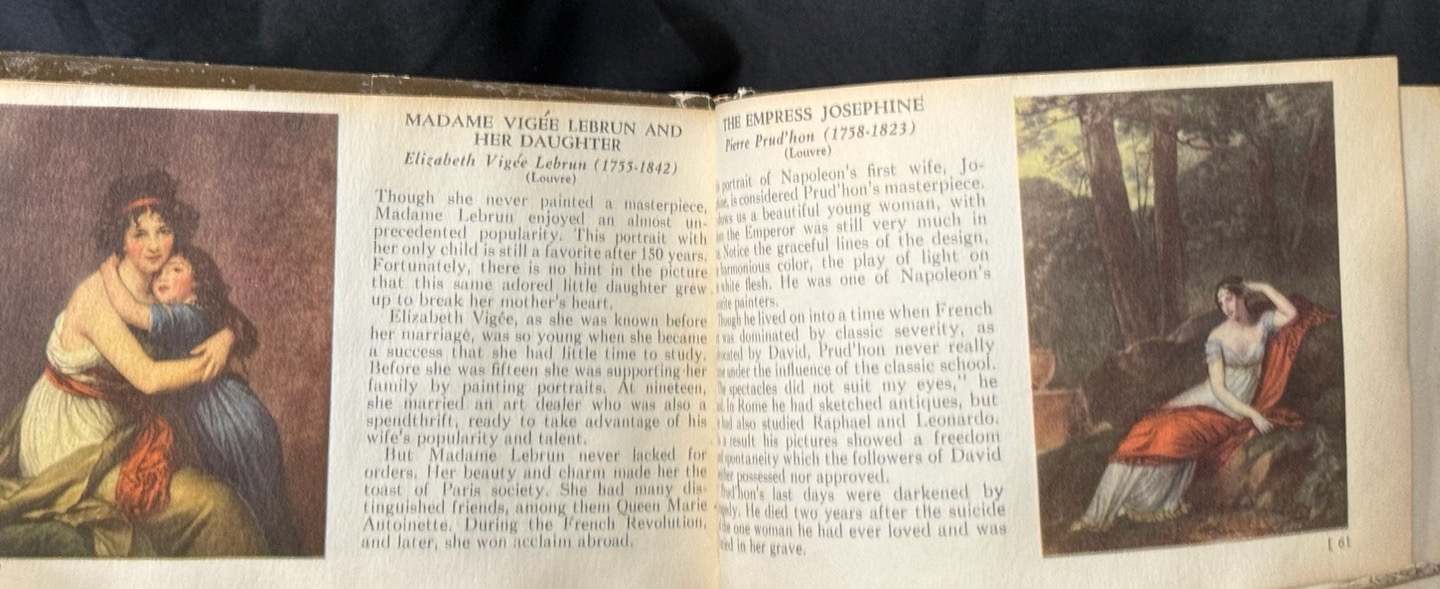 MADAME VIGÉE LEBRUN AND
HER DAUGHTER
Elizabeth Vigée Lebrun (1755-1842)
(Louvre)
Though she never painted a masterpiece,
Madame Lebrun enjoyed an almost un-
precedented popularity. This portrait with
her only child is still a favorite after 150 years.
Fortunately, there is no hint in the picture
that this same adored little daughter grew
up to break her mother's heart.
Elizabeth Vigée, as she was known before
her marriage, was so young when she became
a success that she had little time to study.
Before she was fifteen she was supporting her
family by painting portraits. At nineteen,
she married an art dealer who was also a
spendthrift, ready to take advantage of his
wife's popularity and talent.
But Madame Lebrun never lacked for
orders. Her beauty and charm made her the
toast of Paris society. She had many dis-
tinguished friends, among them Queen Marie
Antoinette. During the French Revolution,
and later, she won acclaim abroad.
THE EMPRESS JOSEPHINE
Pierre Prud'hon (1758-1823)
(Louvre)
portrait of Napoleon's first wife, Jo-
is considered Prud'hon's masterpiece.
us a beautiful young woman, with
the Emperor was still very much in
Notice the graceful lines of the design,
harmonious color, the play of light on
white flesh. He was one of Napoleon's
painters.
Though he lived on into a time when French
was dominated by classic severity, as
by David, Prud'hon never really
under the influence of the classic school.
spectacles did not suit my eyes," he
In Rome he had sketched antiques, but
had also studied Raphael and Leonardo.
a result his pictures showed a freedom
spontaneity which the followers of David
possessed nor approved.
Prud'hon's last days were darkened by
He died two years after the suicide
the one woman he had ever loved and was
in her grave.
[ 6 ]